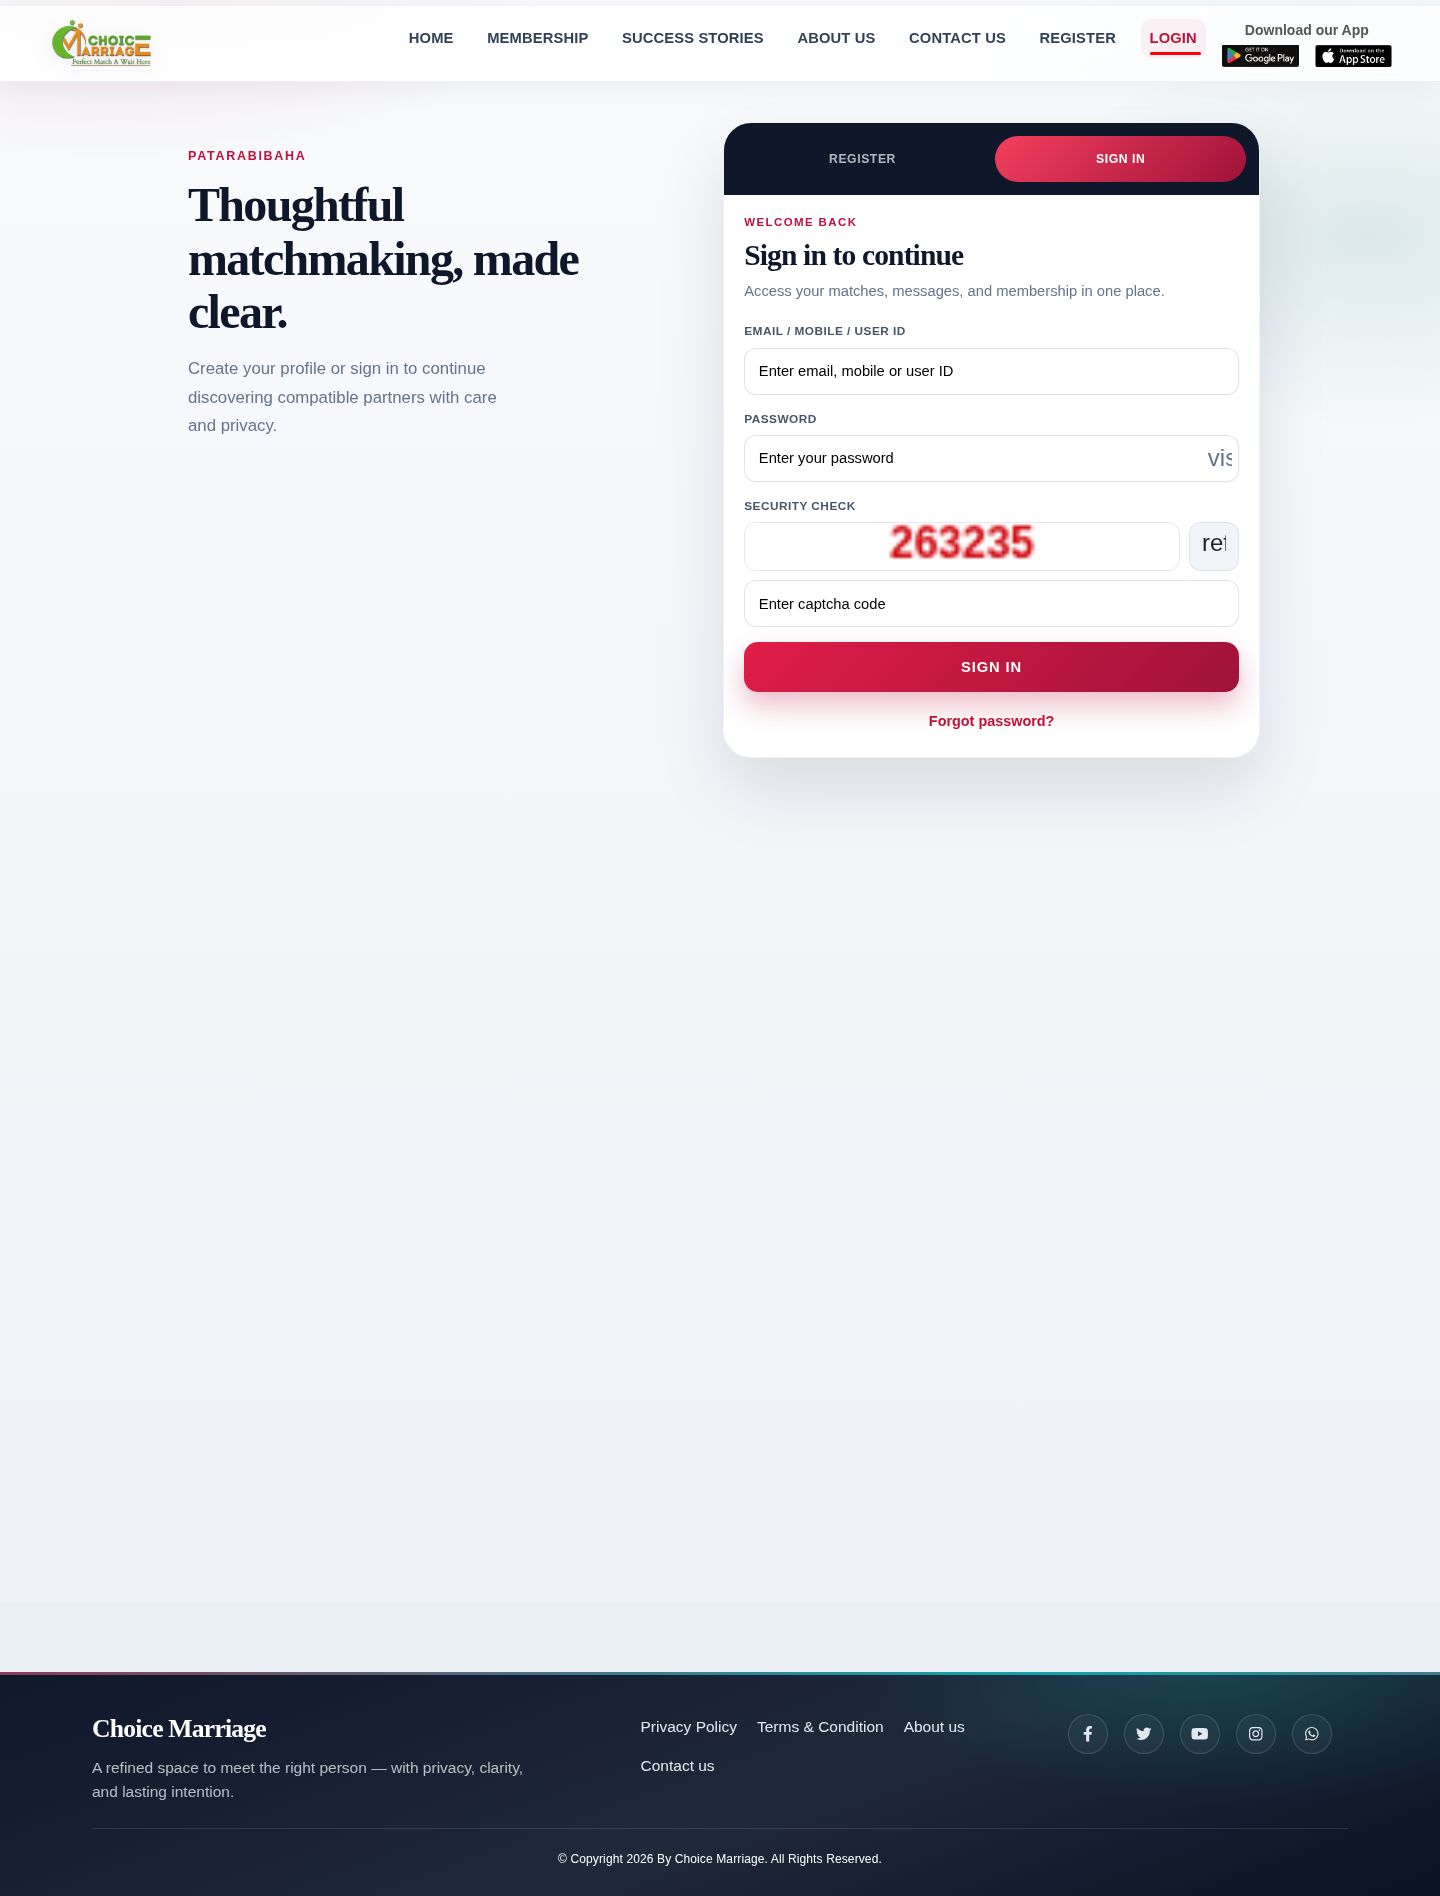 CHOICE
MARRIAGE
Perfect Match A Wait Here
HOME
MEMBERSHIP
SUCCESS STORIES
ABOUT US
CONTACT US
REGISTER
LOGIN
Download our App
GET IT ON
Google Play
Download on the
App Store
PATARABIBAHA
Thoughtful
matchmaking, made
clear.
Create your profile or sign in to continue
discovering compatible partners with care
and privacy.
REGISTER
SIGN IN
WELCOME BACK
Sign in to continue
Access your matches, messages, and membership in one place.
EMAIL / MOBILE / USER ID
Enter email, mobile or user ID
PASSWORD
Enter your password
vis
SECURITY CHECK
263235
ref
Enter captcha code
SIGN IN
Forgot password?
Choice Marriage
A refined space to meet the right person — with privacy, clarity,
and lasting intention.
Privacy Policy
Terms & Condition
About us
Contact us
© Copyright 2026 By Choice Marriage. All Rights Reserved.